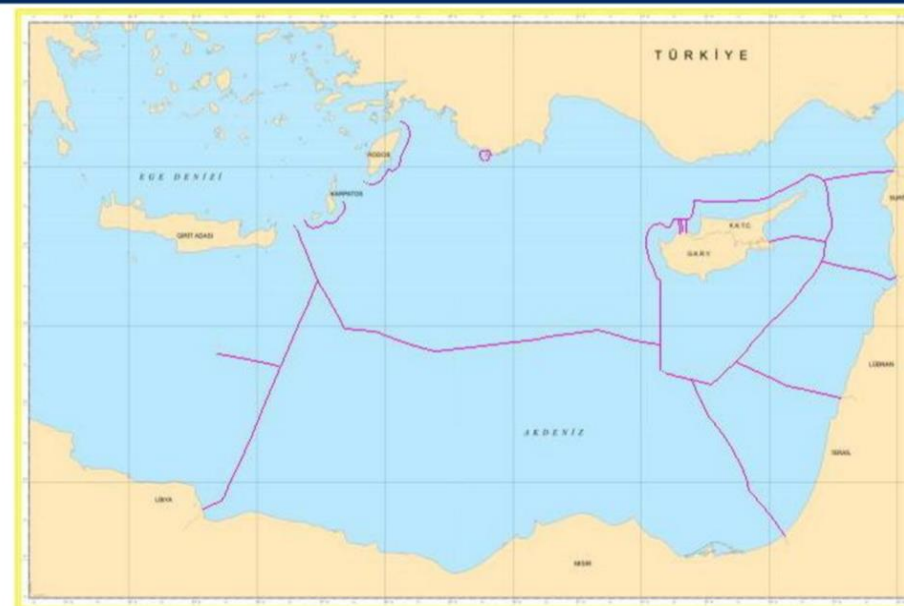 TÜRKİYE
RODOS
EGE DENİZİ
KARPATOS
GİRİT ADASI
K.K.T.C.
G.K.R.Y.
LÜBNAN
AKDENİZ
İSRAİL
LİBYA
MISIR